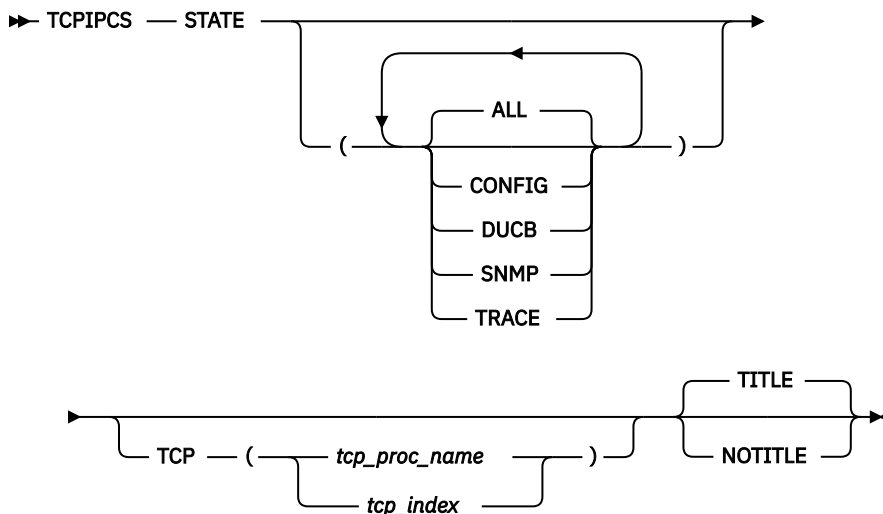 TCPIPCS STATE
ALL
( )
CONFIG
DUCB
SNMP
TRACE
TITLE
TCP ( tcp_proc_name ) NOTITLE
tcp_index